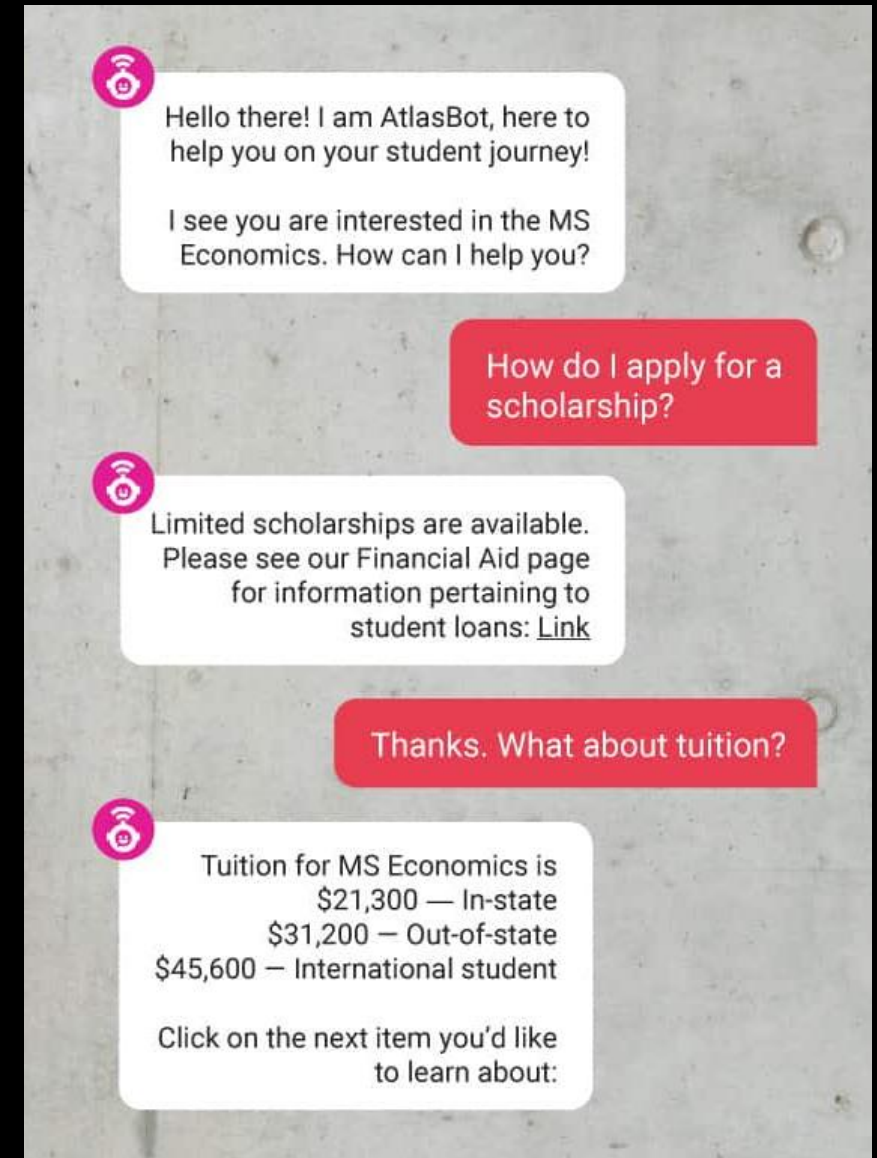 Hello there! I am AtlasBot, here to
help you on your student journey!
I see you are interested in the MS
Economics. How can I help you?
How do I apply for a
scholarship?
Limited scholarships are available.
Please see our Financial Aid page
for information pertaining to
student loans: Link
Thanks. What about tuition?
Tuition for MS Economics is
$21,300 — In-state
$31,200 – Out-of-state
$45,600 – International student
Click on the next item you’d like
to learn about: